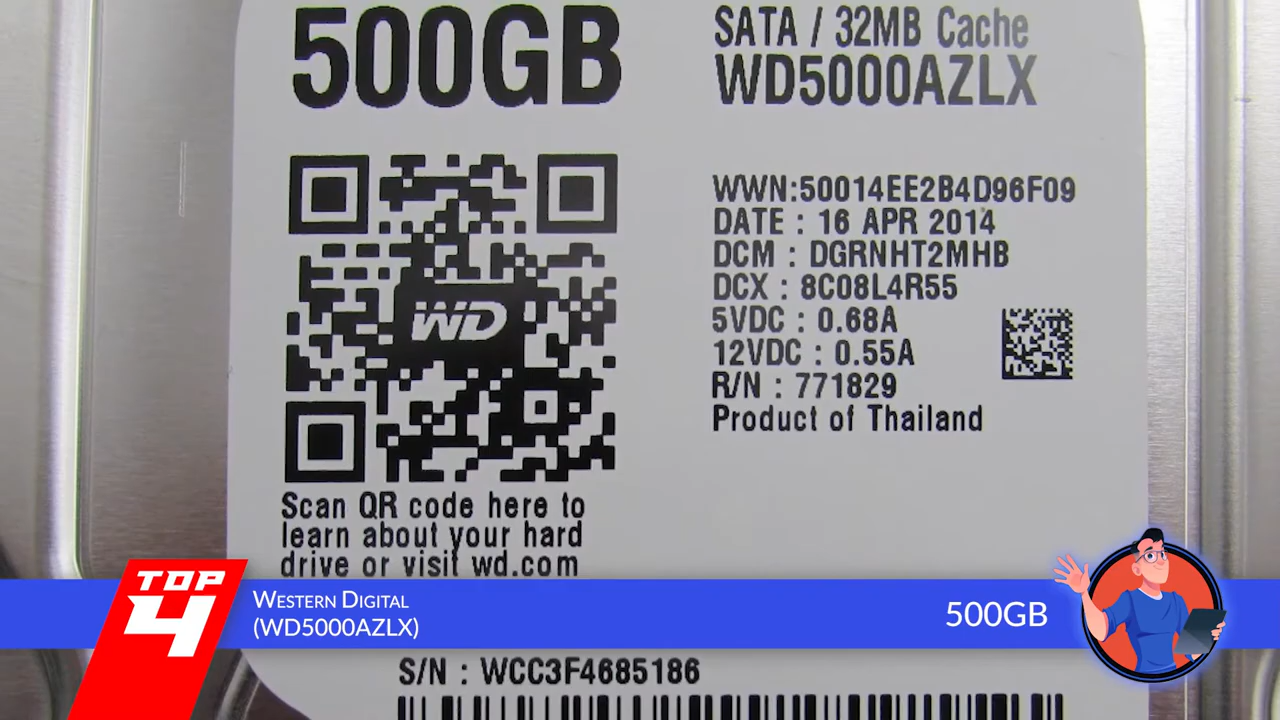 500GB
SATA / 32MB Cache
WD5000AZLX
WD
WWN:50014EE2B4D96F09
DATE : 16 APR 2014
DCM : DGRNHT2MHB
DCX : 8C08L4R55
5VDC : 0.68A
12VDC : 0.55A
R/N : 771829
Product of Thailand
Scan QR code here to
learn about your hard
drive or visit wd.com
TOP
4
Western Digital
(WD5000AZLX)
500GB
S/N : WCC3F4685186